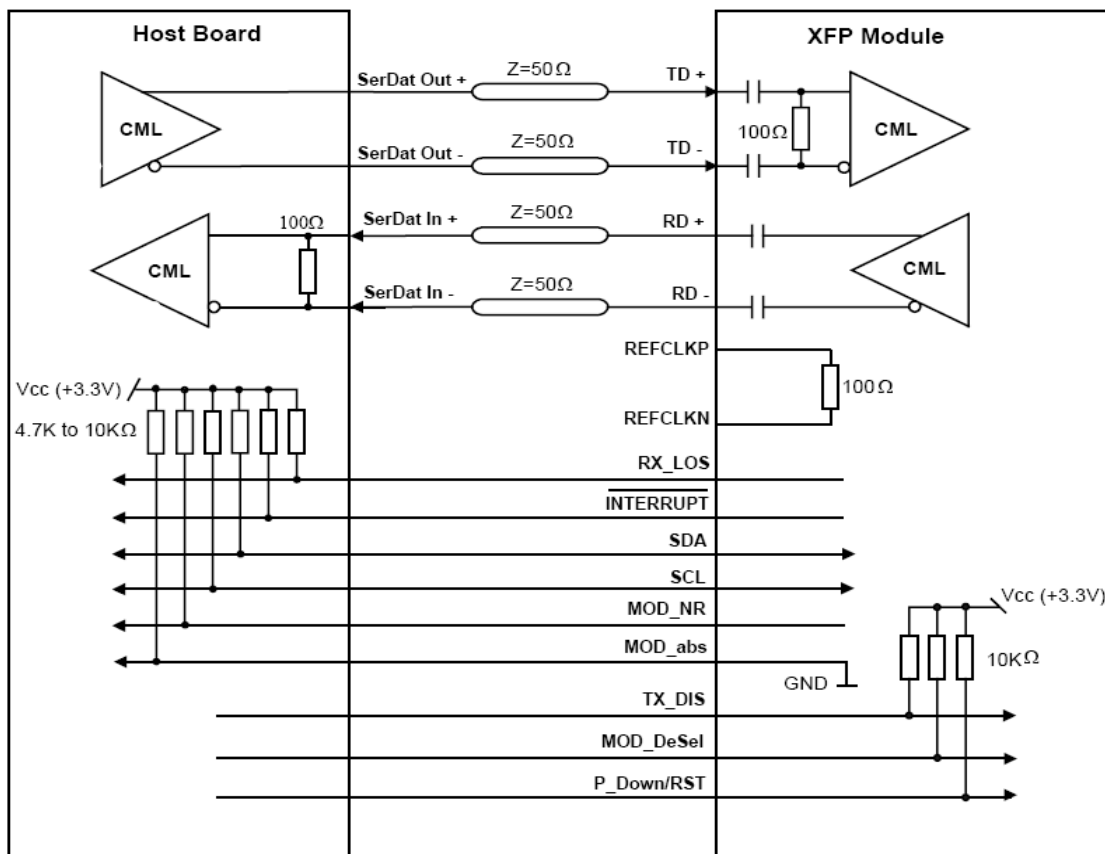 Host Board
XFP Module
SerDat Out +
Z=50Ω
TD +
CML
100Ω
CML
SerDat Out -
Z=50Ω
TD -
100Ω
SerDat In +
Z=50Ω
RD +
CML
CML
SerDat In -
Z=50Ω
RD -
REFCLKP
Vcc (+3.3V)
100Ω
4.7K to 10KΩ
REFCLKN
RX_LOS
INTERRUPT
SDA
SCL
Vcc (+3.3V)
MOD_NR
MOD_abs
10KΩ
GND
TX_DIS
MOD_DeSel
P_Down/RST